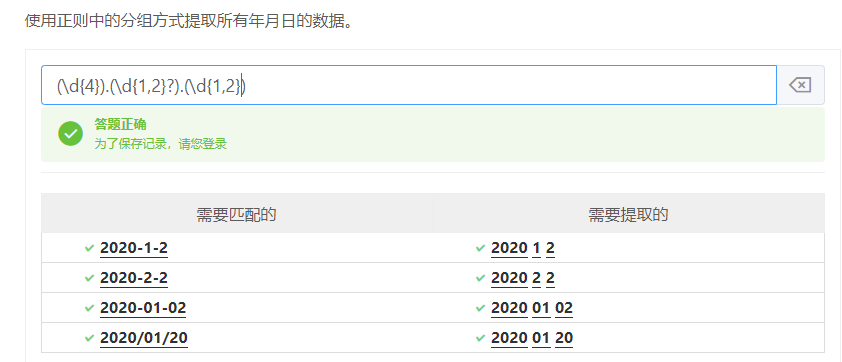 使用正则中的分组方式提取所有年月日的数据。
(\d{4}).(\d{1,2}?).(\d{1,2})
答题正确
为了保存记录，请您登录
需要匹配的 需要提取的
2020-1-2 2020 1 2
2020-2-2 2020 2 2
2020-01-02 2020 01 02
2020/01/20 2020 01 20